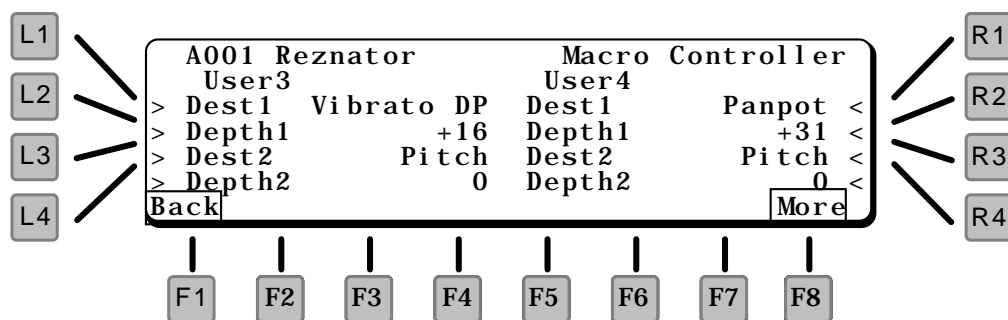 L1
R1
A001 Reznator Macro Controller
User3 User4
L2
R2
> Dest1 Vibrato DP Dest1 Panpot <
> Depth1 +16 Depth1 +31 <
L3
R3
> Dest2 Pitch Dest2 Pitch <
> Depth2 0 Depth2 0 <
L4
R4
Back More
F1 F2 F3 F4 F5 F6 F7 F8